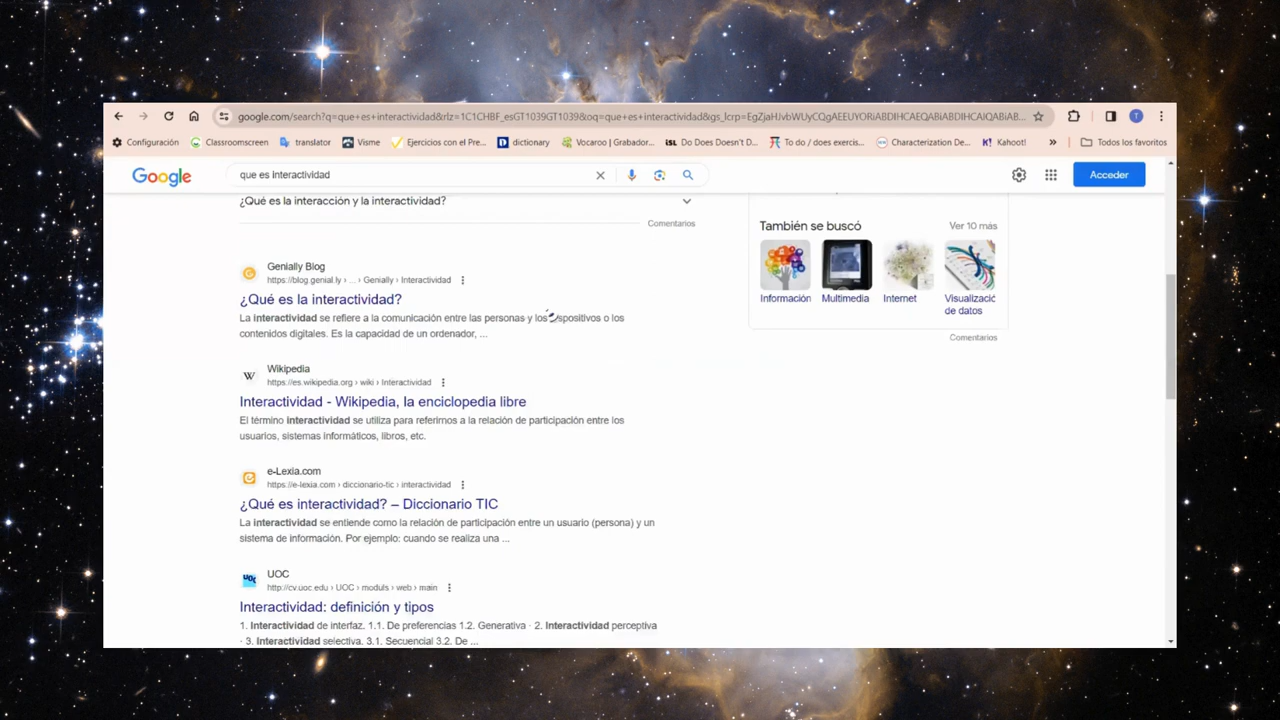 google.com/search?q=que+es+interactividad&rlz=1C1CHBF_esGT1039GT1039&oq=que+es+interactividad&gs_lcrp=EgZjaHJvbWUyCQgAEEUYORiABDIHCAEQABiABDIHCAIQABiAB...
T
Configuración Classroomscreen translator Visme Ejercicios con el Pre... dictionary Vocaroo | Grabador... Do Does Doesn't D... To do / does exercis... Characterization De... Kahoot! » Todos los favoritos
Google que es interactividad Acceder
¿Qué es la interacción y la interactividad?
Comentarios
También se buscó Ver 10 más
Información Multimedia Internet Visualizació
de datos
Comentarios
Genially Blog
https://blog.genial.ly › ... › Genially › Interactividad
¿Qué es la interactividad?
La interactividad se refiere a la comunicación entre las personas y los spositivos o los
contenidos digitales. Es la capacidad de un ordenador, ...
W Wikipedia
https://es.wikipedia.org › wiki › Interactividad
Interactividad - Wikipedia, la enciclopedia libre
El término interactividad se utiliza para referirnos a la relación de participación entre los
usuarios, sistemas informáticos, libros, etc.
e-Lexia.com
https://e-lexia.com › diccionario-tic › interactividad
¿Qué es interactividad? – Diccionario TIC
La interactividad se entiende como la relación de participación entre un usuario (persona) y un
sistema de información. Por ejemplo: cuando se realiza una ...
UOC
http://cv.uoc.edu › UOC › moduls › web › main
Interactividad: definición y tipos
1. Interactividad de interfaz. 1.1. De preferencias 1.2. Generativa · 2. Interactividad perceptiva
· 3. Interactividad selectiva. 3.1. Secuencial 3.2. De ...